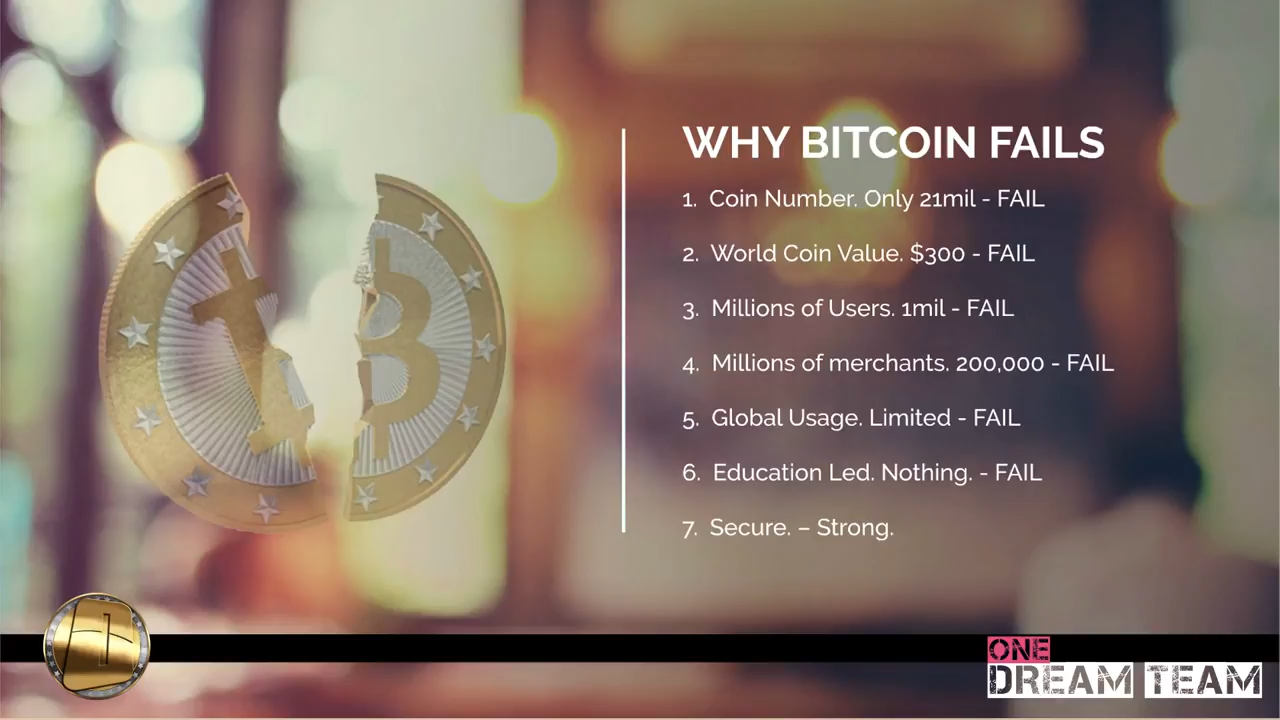 WHY BITCOIN FAILS
1. Coin Number. Only 21mil - FAIL
2. World Coin Value. $300 - FAIL
3. Millions of Users. 1mil - FAIL
4. Millions of merchants. 200,000 - FAIL
5. Global Usage. Limited - FAIL
6. Education Led. Nothing. - FAIL
7. Secure. – Strong.
ONE
DREAM TEAM